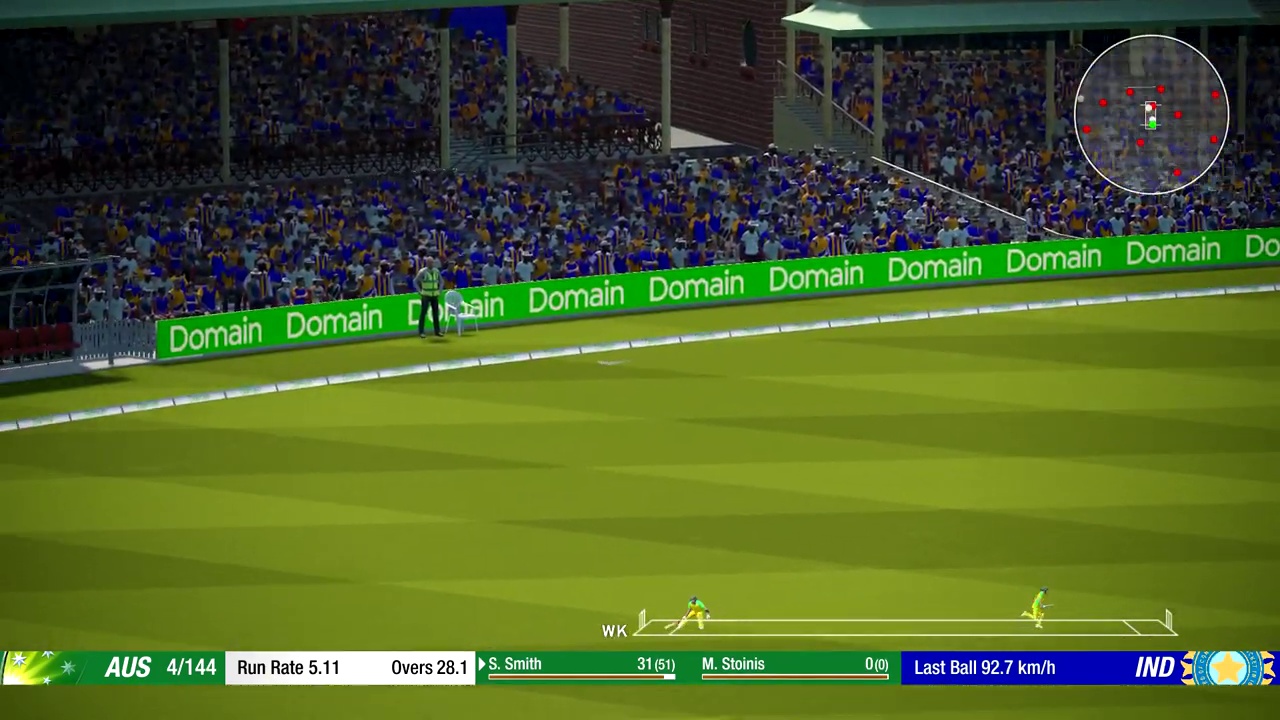 Domain Domain Domain Domain Domain Domain Domain Domain Domain Do
WK
AUS 4/144 Run Rate 5.11 Overs 28.1 S. Smith 31 (51) M. Stoinis 0 (0) Last Ball 92.7 km/h IND